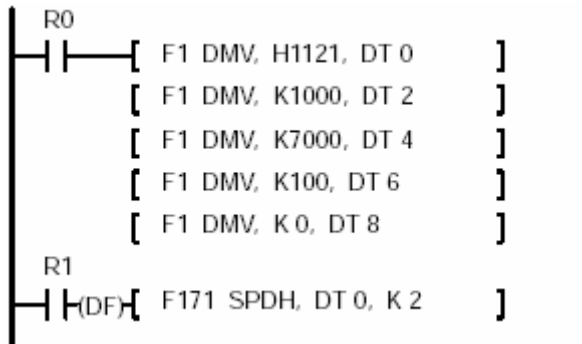 R0
[ F1 DMV, H1121, DT 0 ]
[ F1 DMV, K1000, DT 2 ]
[ F1 DMV, K7000, DT 4 ]
[ F1 DMV, K100, DT 6 ]
[ F1 DMV, K 0, DT 8 ]
R1
(DF) [ F171 SPDH, DT 0, K 2 ]